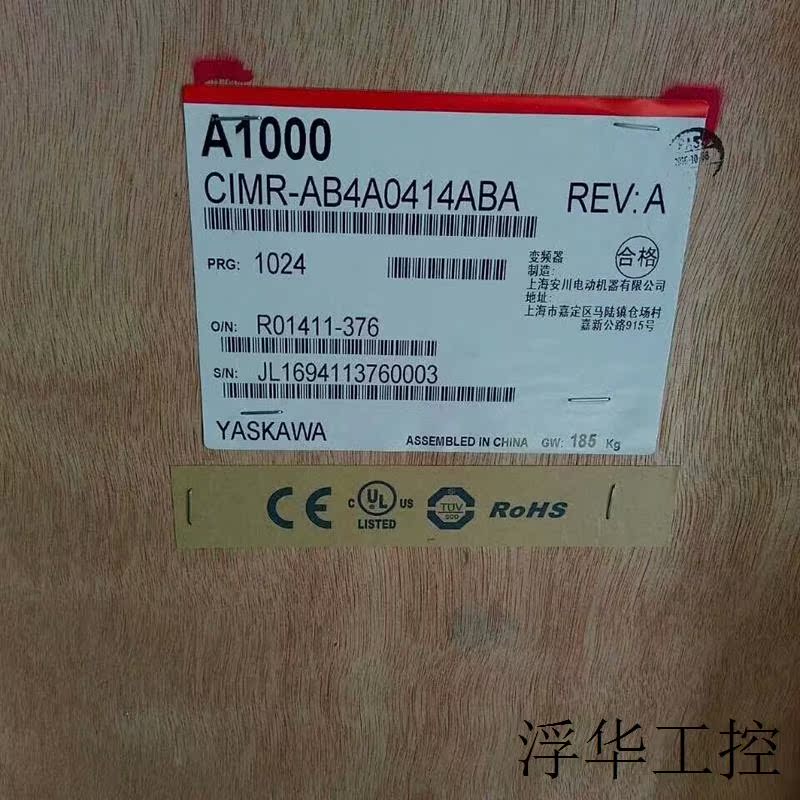 A1000
CIMR-AB4A0414ABA REV: A
PRG: 1024
变频器
合格
制造:
上海安川电动机器有限公司
地址:
上海市嘉定区马陆镇仓场村
嘉新公路915号
O/N: R01411-376
S/N: JL1694113760003
YASKAWA ASSEMBLED IN CHINA GW: 185 Kg
CE C UL US LISTED TÜV RoHS
浮华工控